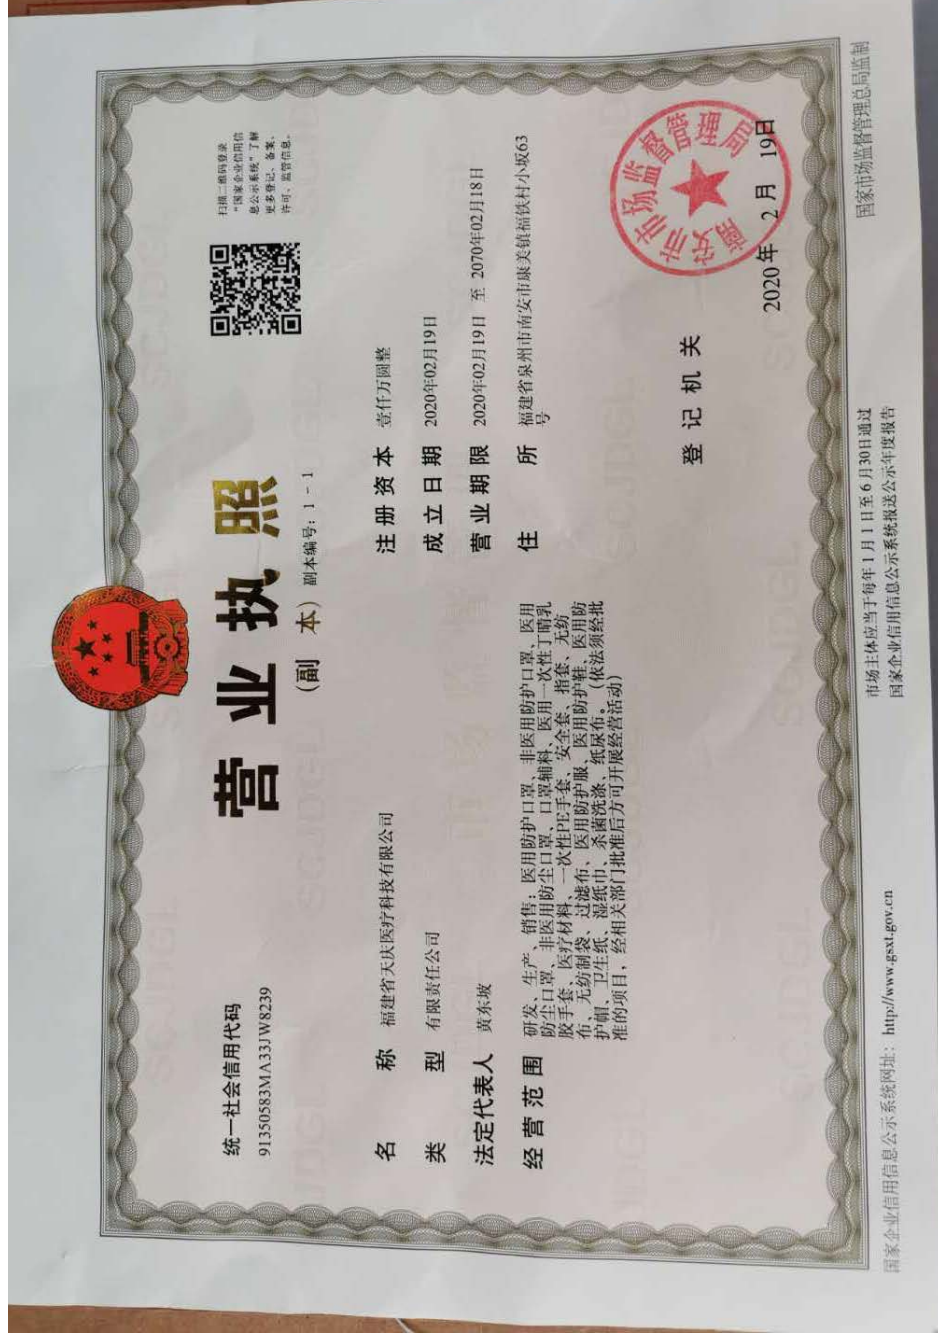 统一社会信用代码
91350583MA33JW8239
营业执照
(副 本) 副本编号：1-1
扫描二维码登录
“国家企业信用信
息公示系统”了解
更多登记、备案、
许可、监管信息。
名 称 福建省天庆医疗科技有限公司
类 型 有限责任公司
法定代表人 黄东坡
经营范围 研发、生产、销售：医用防护口罩、非医用防护口罩、医用
防尘口罩、非医用防尘口罩、口罩辅料、医用一次性丁晴乳
胶手套、医疗材料、一次性PE手套、安全套、指套、无纺
布、无纺制袋、过滤布、医用防护服、医用防护鞋、医用防
护帽、卫生纸、湿纸巾、杀菌洗涤、纸尿布。（依法须经批
准的项目，经相关部门批准后方可开展经营活动）
注册资本 壹仟万圆整
成立日期 2020年02月19日
营业期限 2020年02月19日 至 2070年02月18日
住 所 福建省泉州市南安市康美镇福铁村小坂63
号
登记机关
南安市市场监督管理局
2020年 2月 19日
国家企业信用信息公示系统网址：http://www.gsxt.gov.cn
市场主体应当于每年1月1日至6月30日通过
国家企业信用信息公示系统报送公示年度报告
国家市场监督管理总局监制